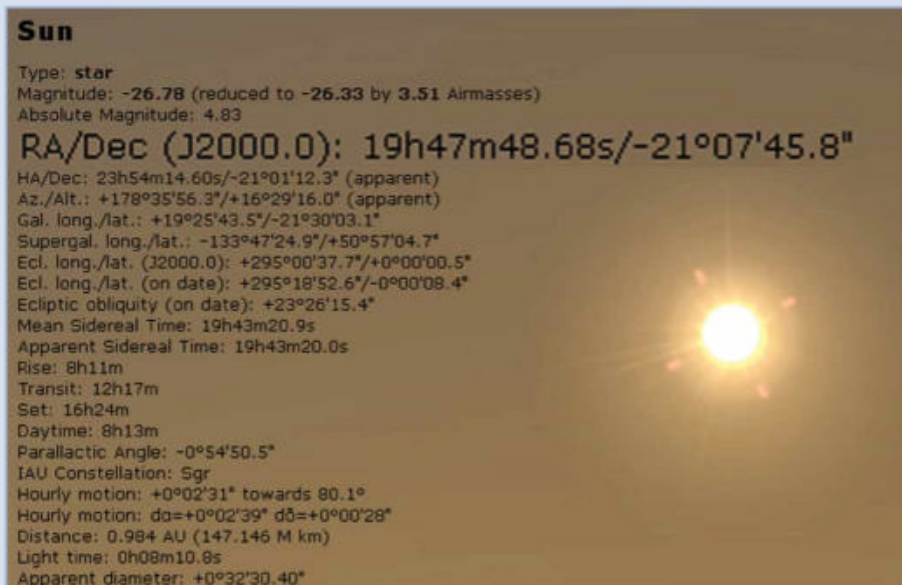 Sun
Type: star
Magnitude: -26.78 (reduced to -26.33 by 3.51 Airmasses)
Absolute Magnitude: 4.83
RA/Dec (J2000.0): 19h47m48.68s/-21°07'45.8"
HA/Dec: 23h54m14.60s/-21°01'12.3" (apparent)
Az./Alt.: +178°35'56.3"/+16°29'16.0" (apparent)
Gal. long./lat.: +19°25'43.5"/-21°30'03.1"
Supergal. long./lat.: -133°47'24.9"/+50°57'04.7"
Ecl. long./lat. (J2000.0): +295°00'37.7"/+0°00'00.5"
Ecl. long./lat. (on date): +295°18'52.6"/-0°00'08.4"
Ecliptic obliquity (on date): +23°26'15.4"
Mean Sidereal Time: 19h43m20.9s
Apparent Sidereal Time: 19h43m20.0s
Rise: 8h11m
Transit: 12h17m
Set: 16h24m
Daytime: 8h13m
Parallactic Angle: -0°54'50.5"
IAU Constellation: Sgr
Hourly motion: +0°02'31" towards 80.1°
Hourly motion: dα=+0°02'39" dδ=+0°00'28"
Distance: 0.984 AU (147.146 M km)
Light time: 0h08m10.8s
Apparent diameter: +0°32'30.40"